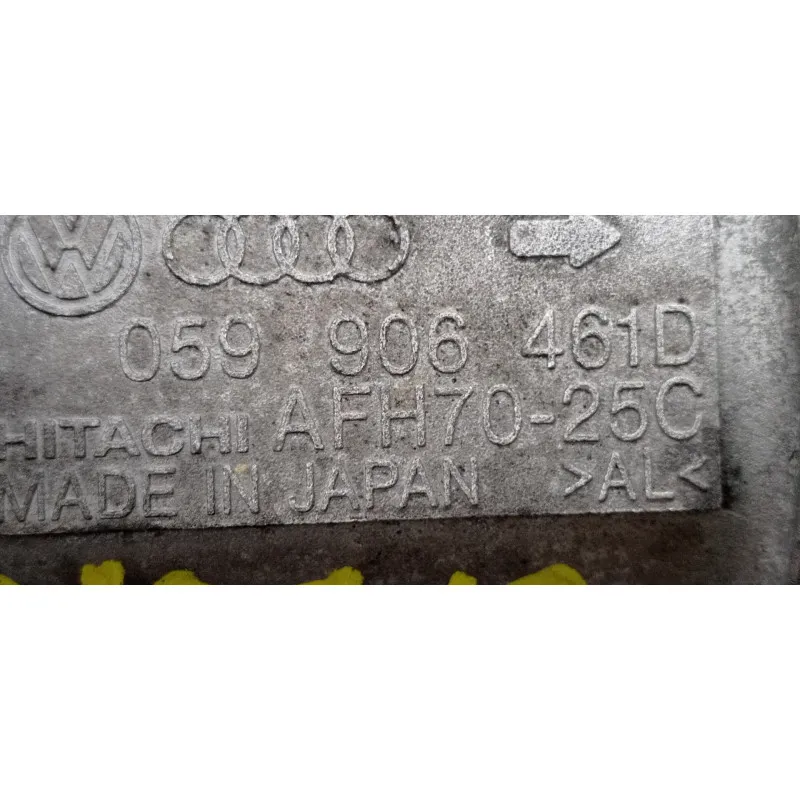 059 906 461D
HITACHI AFH70-25C
MADE IN JAPAN >AL<